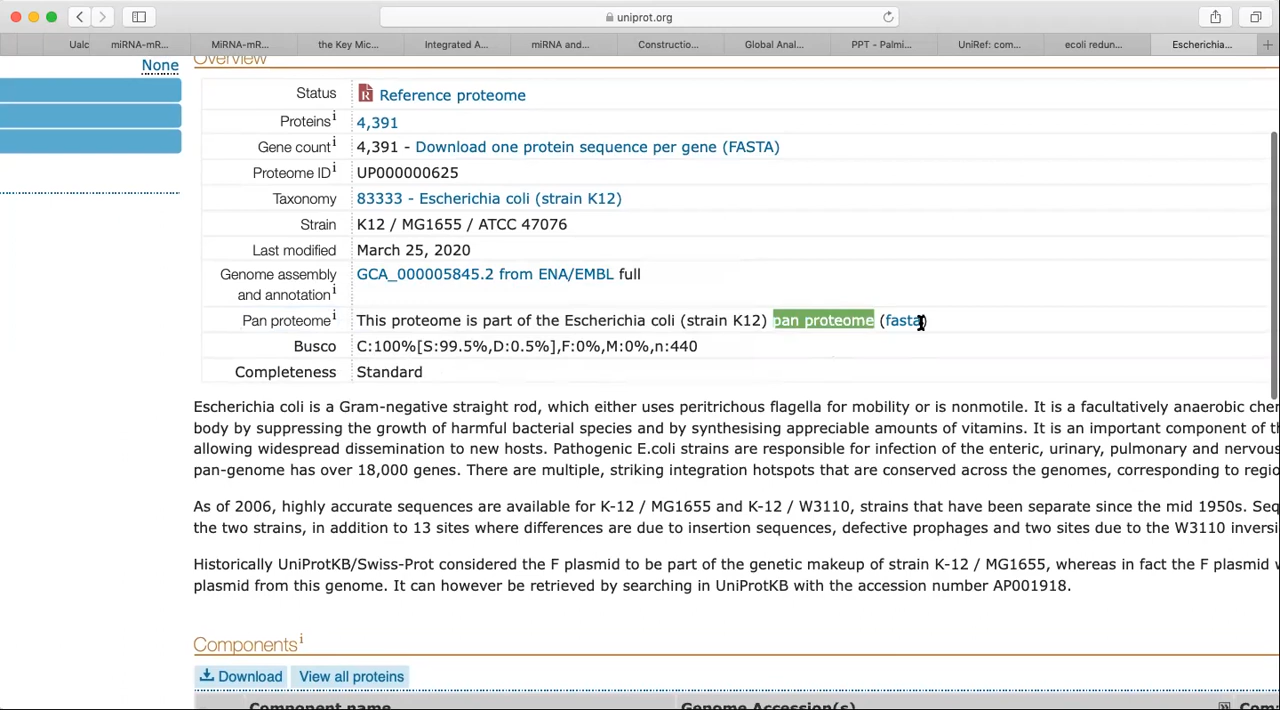 uniprot.org
Ualc
miRNA-mR...
MiRNA-mR...
the Key Mic...
Integrated A...
miRNA and...
Constructio...
Global Anal...
PPT - Palmi...
UniRef: com...
ecoli redun...
Escherichia...
None
Overview
Status R Reference proteome
Proteins i 4,391
Gene count i 4,391 - Download one protein sequence per gene (FASTA)
Proteome ID i UP000000625
Taxonomy 83333 - Escherichia coli (strain K12)
Strain K12 / MG1655 / ATCC 47076
Last modified March 25, 2020
Genome assembly GCA_000005845.2 from ENA/EMBL full
and annotation i
Pan proteome i This proteome is part of the Escherichia coli (strain K12) pan proteome (fasta)
Busco C:100%[S:99.5%,D:0.5%],F:0%,M:0%,n:440
Completeness Standard
Escherichia coli is a Gram-negative straight rod, which either uses peritrichous flagella for mobility or is nonmotile. It is a facultatively anaerobic cher
body by suppressing the growth of harmful bacterial species and by synthesising appreciable amounts of vitamins. It is an important component of t
allowing widespread dissemination to new hosts. Pathogenic E.coli strains are responsible for infection of the enteric, urinary, pulmonary and nervous
pan-genome has over 18,000 genes. There are multiple, striking integration hotspots that are conserved across the genomes, corresponding to regio
As of 2006, highly accurate sequences are available for K-12 / MG1655 and K-12 / W3110, strains that have been separate since the mid 1950s. Seq
the two strains, in addition to 13 sites where differences are due to insertion sequences, defective prophages and two sites due to the W3110 inversi
Historically UniProtKB/Swiss-Prot considered the F plasmid to be part of the genetic makeup of strain K-12 / MG1655, whereas in fact the F plasmid
plasmid from this genome. It can however be retrieved by searching in UniProtKB with the accession number AP001918.
Components i
Download View all proteins
Component name Genome Accession(s) Com